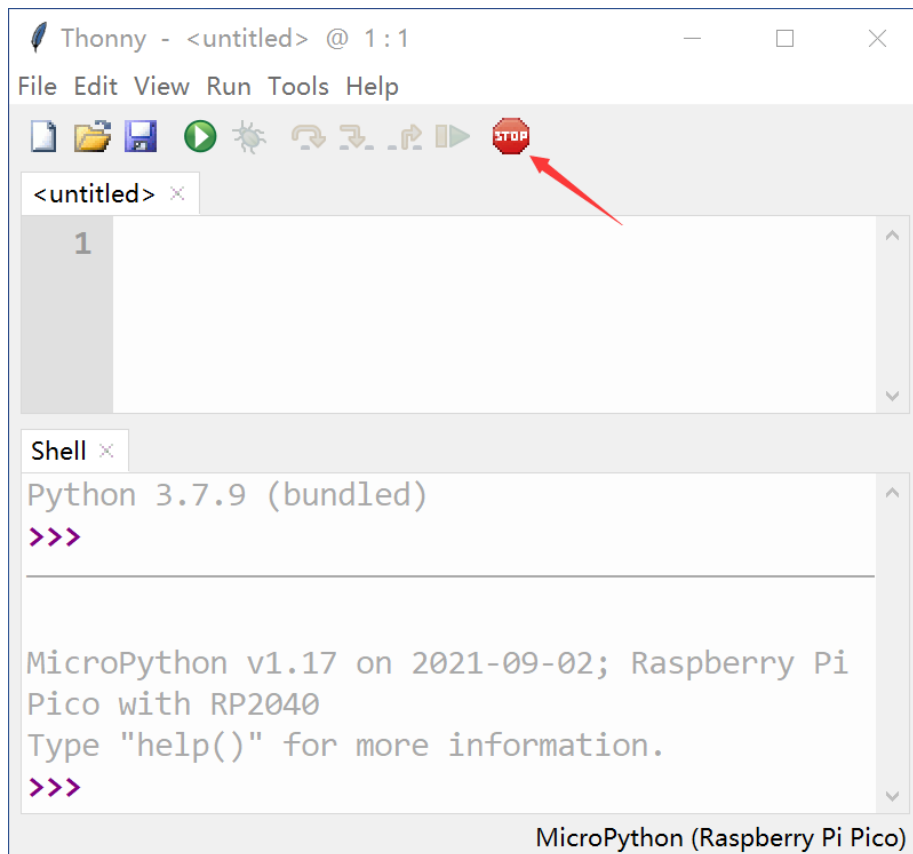 Thonny - <untitled> @ 1:1
File Edit View Run Tools Help
STOP
<untitled>
1
Shell
Python 3.7.9 (bundled)
>>>
MicroPython v1.17 on 2021-09-02; Raspberry Pi
Pico with RP2040
Type "help()" for more information.
>>>
MicroPython (Raspberry Pi Pico)